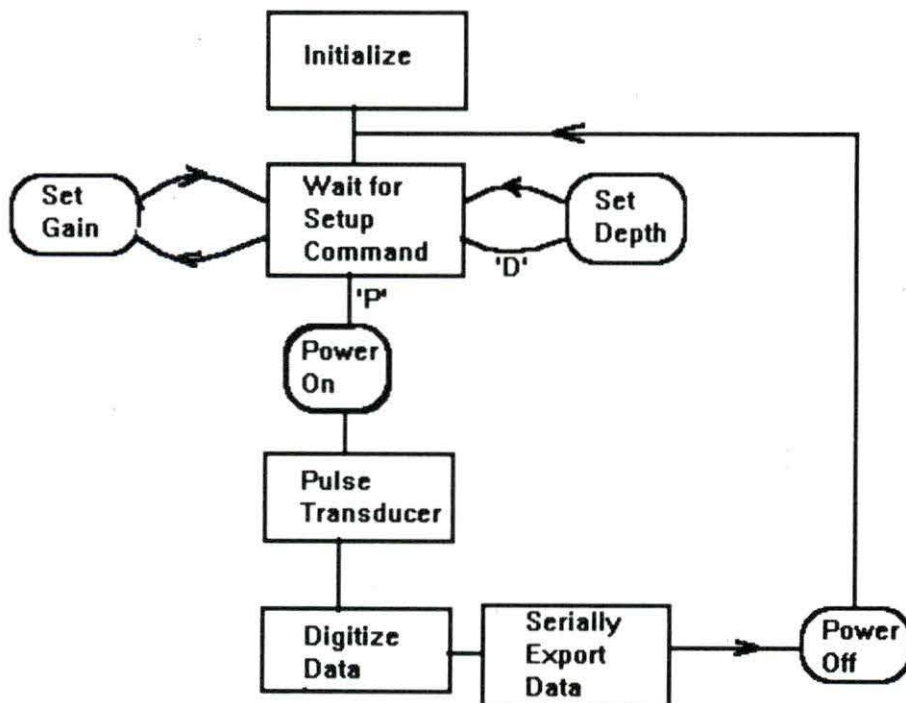 Initialize
Set
Gain
Wait for
Setup
Command
Set
Depth
'D'
'P'
Power
On
Pulse
Transducer
Digitize
Data
Serially
Export
Data
Power
Off